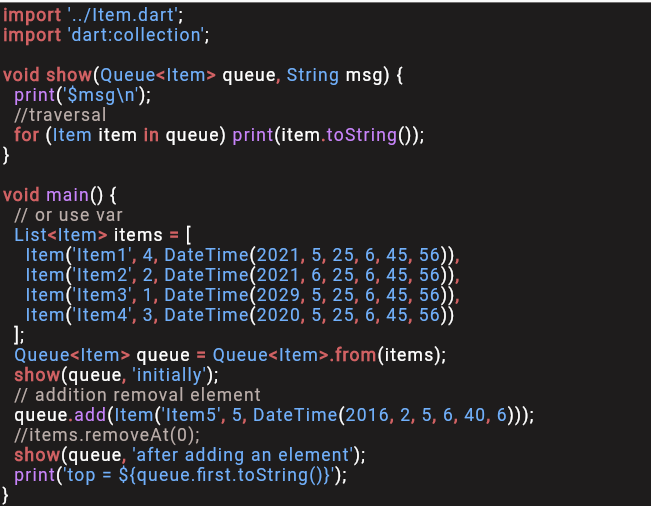 import '../Item.dart';
import 'dart:collection';
void show(Queue<Item> queue, String msg) {
print('$msg\n');
//traversal
for (Item item in queue) print(item.toString());
}
void main() {
// or use var
List<Item> items = [
Item('Item1', 4, DateTime(2021, 5, 25, 6, 45, 56)),
Item('Item2', 2, DateTime(2021, 6, 25, 6, 45, 56)),
Item('Item3', 1, DateTime(2029, 5, 25, 6, 45, 56)),
Item('Item4', 3, DateTime(2020, 5, 25, 6, 45, 56))
];
Queue<Item> queue = Queue<Item>.from(items);
show(queue, 'initially');
// addition removal element
queue.add(Item('Item5', 5, DateTime(2016, 2, 5, 6, 40, 6)));
//items.removeAt(0);
show(queue, 'after adding an element');
print('top = ${queue.first.toString()}');
}